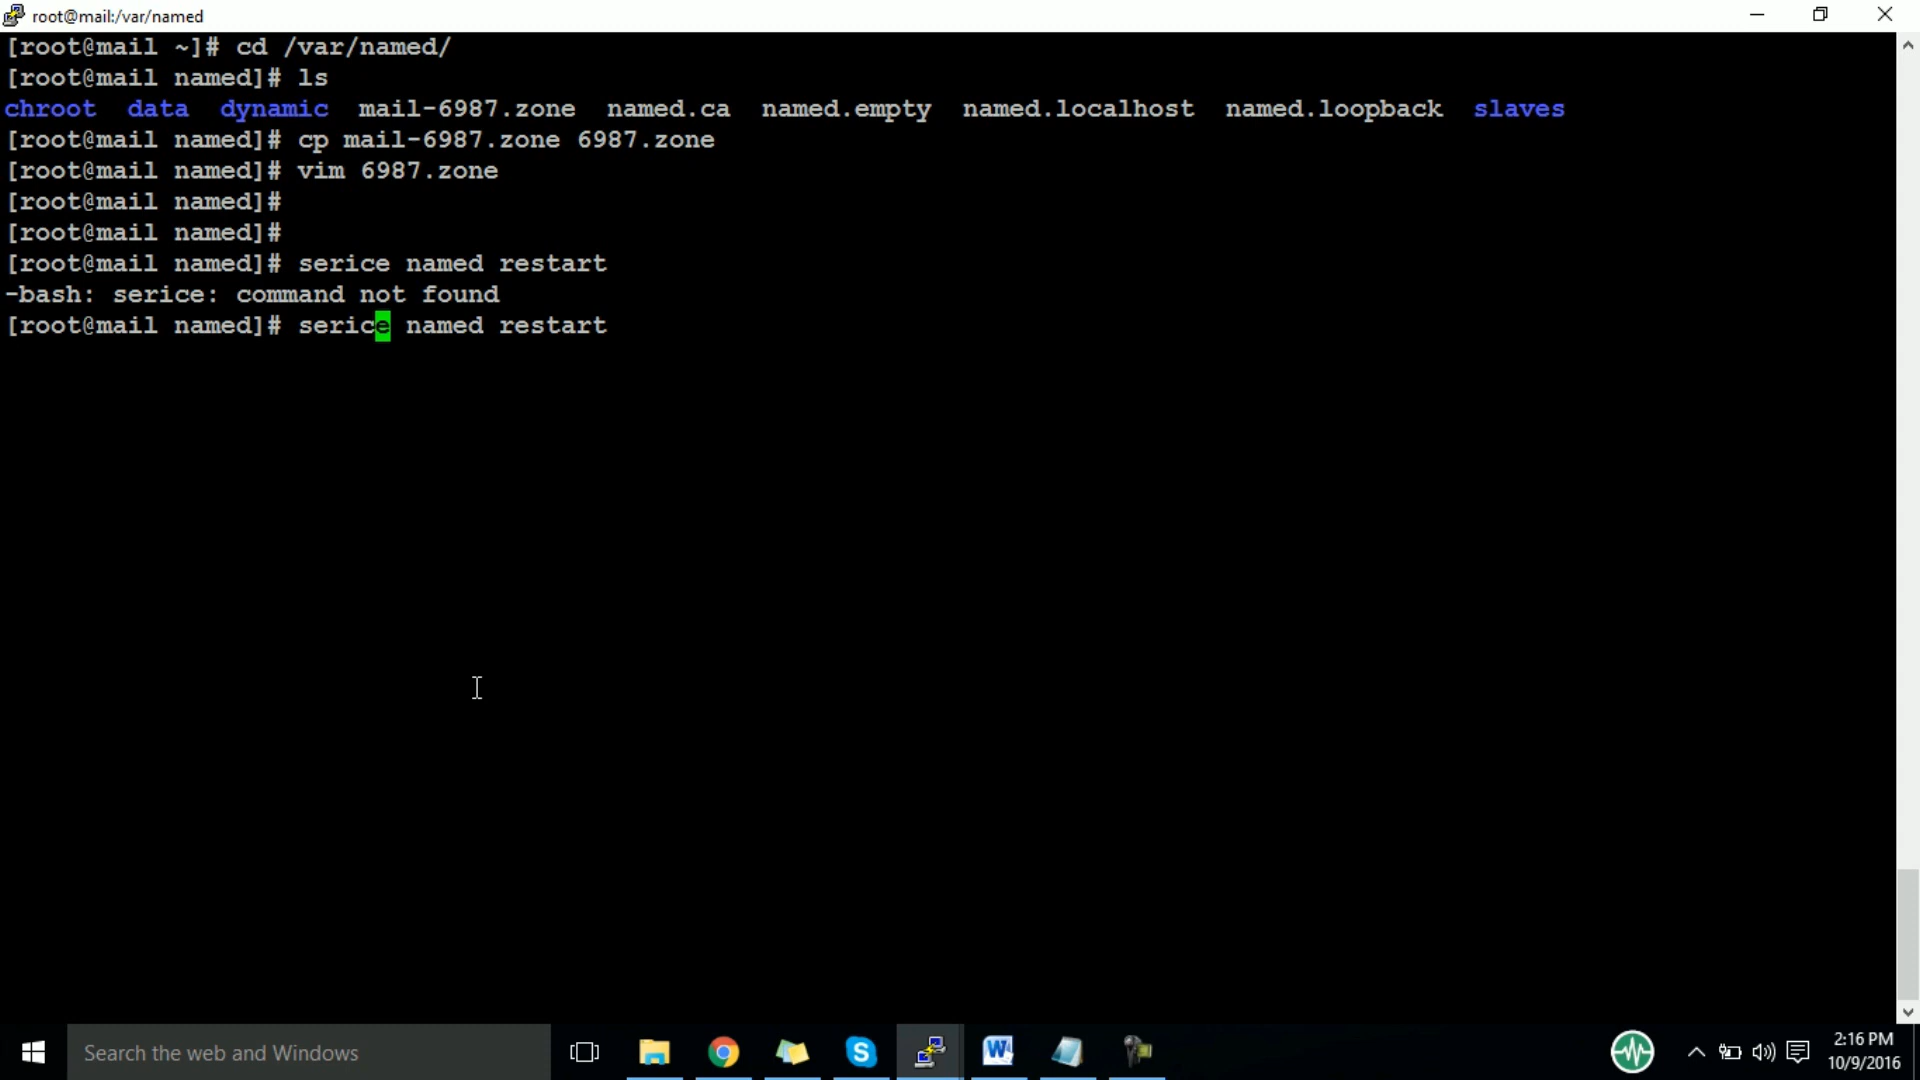 root@mail:/var/named
[root@mail ~]# cd /var/named/
[root@mail named]# ls
chroot  data  dynamic  mail-6987.zone  named.ca  named.empty  named.localhost  named.loopback  slaves
[root@mail named]# cp mail-6987.zone 6987.zone
[root@mail named]# vim 6987.zone
[root@mail named]#
[root@mail named]#
[root@mail named]# serice named restart
-bash: serice: command not found
[root@mail named]# serice named restart
Search the web and Windows
2:16 PM
10/9/2016